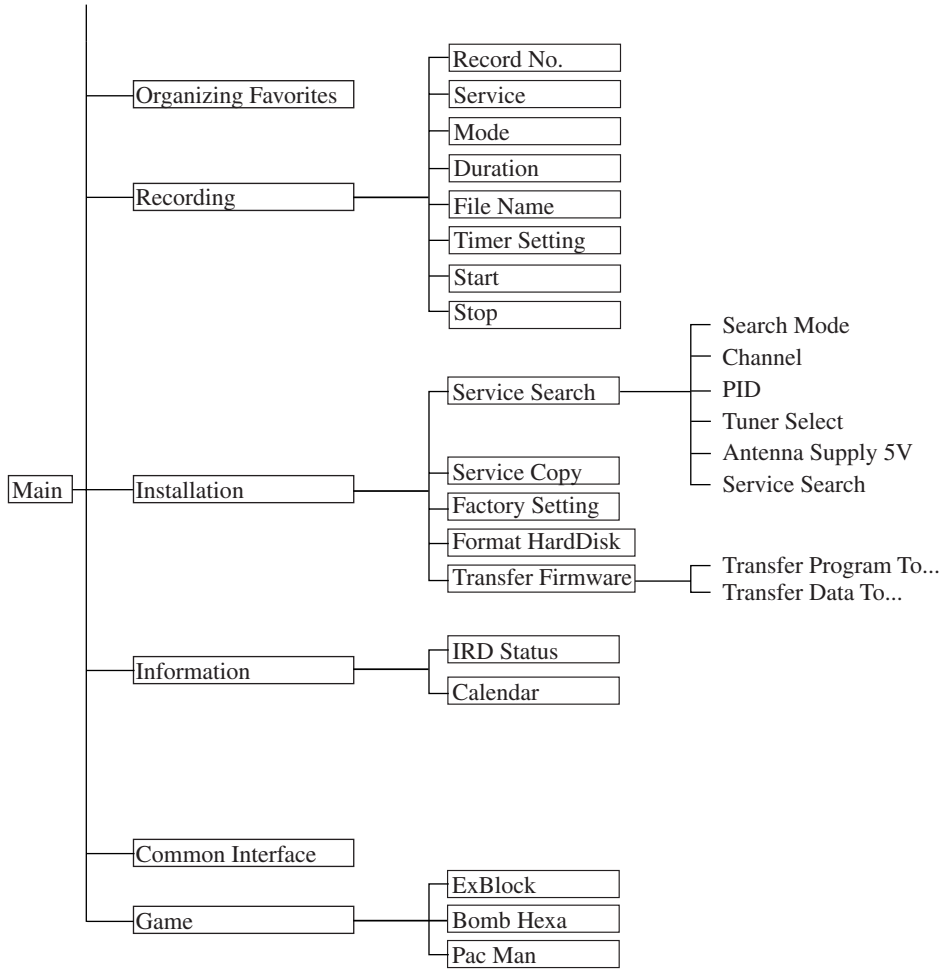 Main
Organizing Favorites
Recording
Record No.
Service
Mode
Duration
File Name
Timer Setting
Start
Stop
Installation
Service Search
Search Mode
Channel
PID
Tuner Select
Antenna Supply 5V
Service Search
Service Copy
Factory Setting
Format HardDisk
Transfer Firmware
Transfer Program To...
Transfer Data To...
Information
IRD Status
Calendar
Common Interface
Game
ExBlock
Bomb Hexa
Pac Man